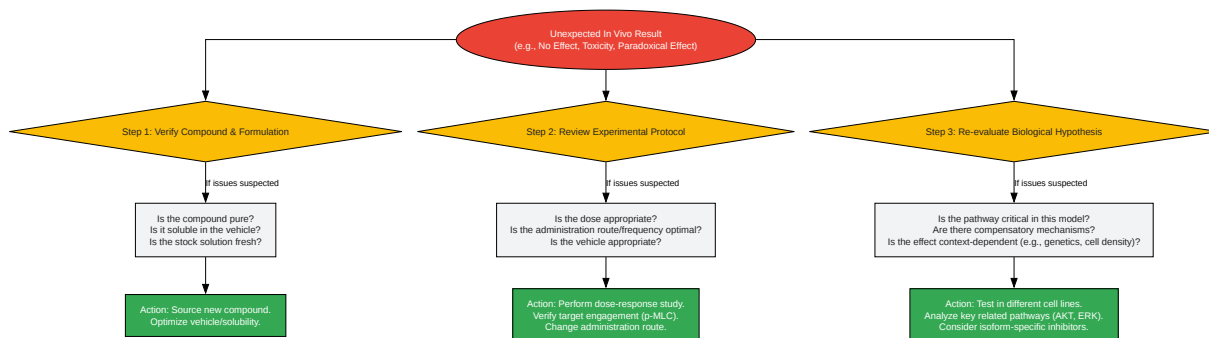 Unexpected In Vivo Result
(e.g., No Effect, Toxicity, Paradoxical Effect)
Step 1: Verify Compound & Formulation
Step 2: Review Experimental Protocol
Step 3: Re-evaluate Biological Hypothesis
If issues suspected
If issues suspected
If issues suspected
Is the compound pure?
Is it soluble in the vehicle?
Is the stock solution fresh?
Is the dose appropriate?
Is the administration route/frequency optimal?
Is the vehicle appropriate?
Is the pathway critical in this model?
Are there compensatory mechanisms?
Is the effect context-dependent (e.g., genetics, cell density)?
Action: Source new compound.
Optimize vehicle/solubility.
Action: Perform dose-response study.
Verify target engagement (p-MLC).
Change administration route.
Action: Test in different cell lines.
Analyze key related pathways (AKT, ERK).
Consider isoform-specific inhibitors.